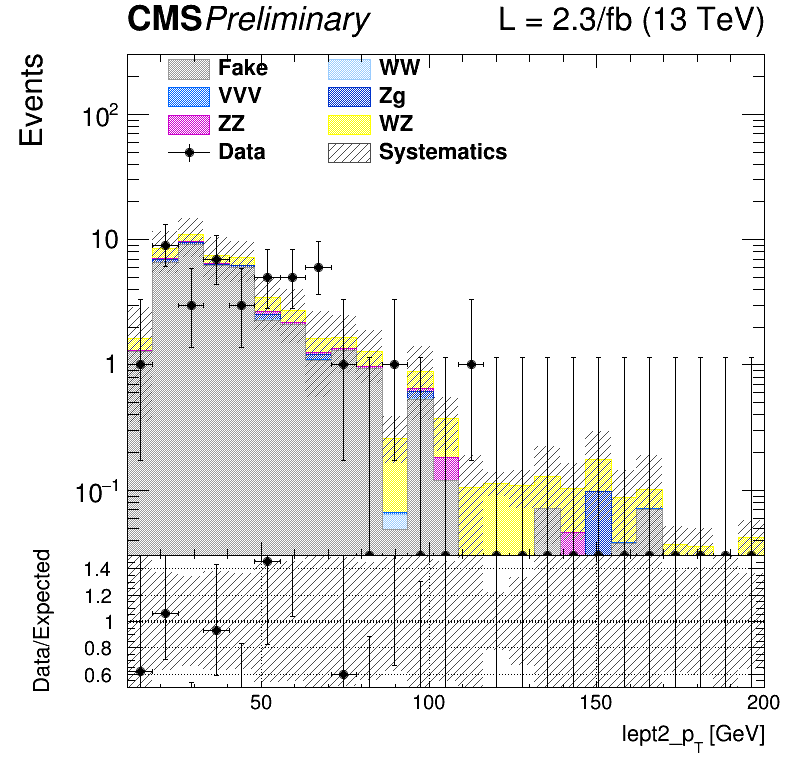 CMS Preliminary L = 2.3/fb (13 TeV)
Events
Fake WW
VVV Zg
ZZ WZ
Data Systematics
10²
10
1
10⁻¹
Data/Expected
1.4
1.2
1
0.8
0.6
50 100 150 200
lept2_p_T [GeV]